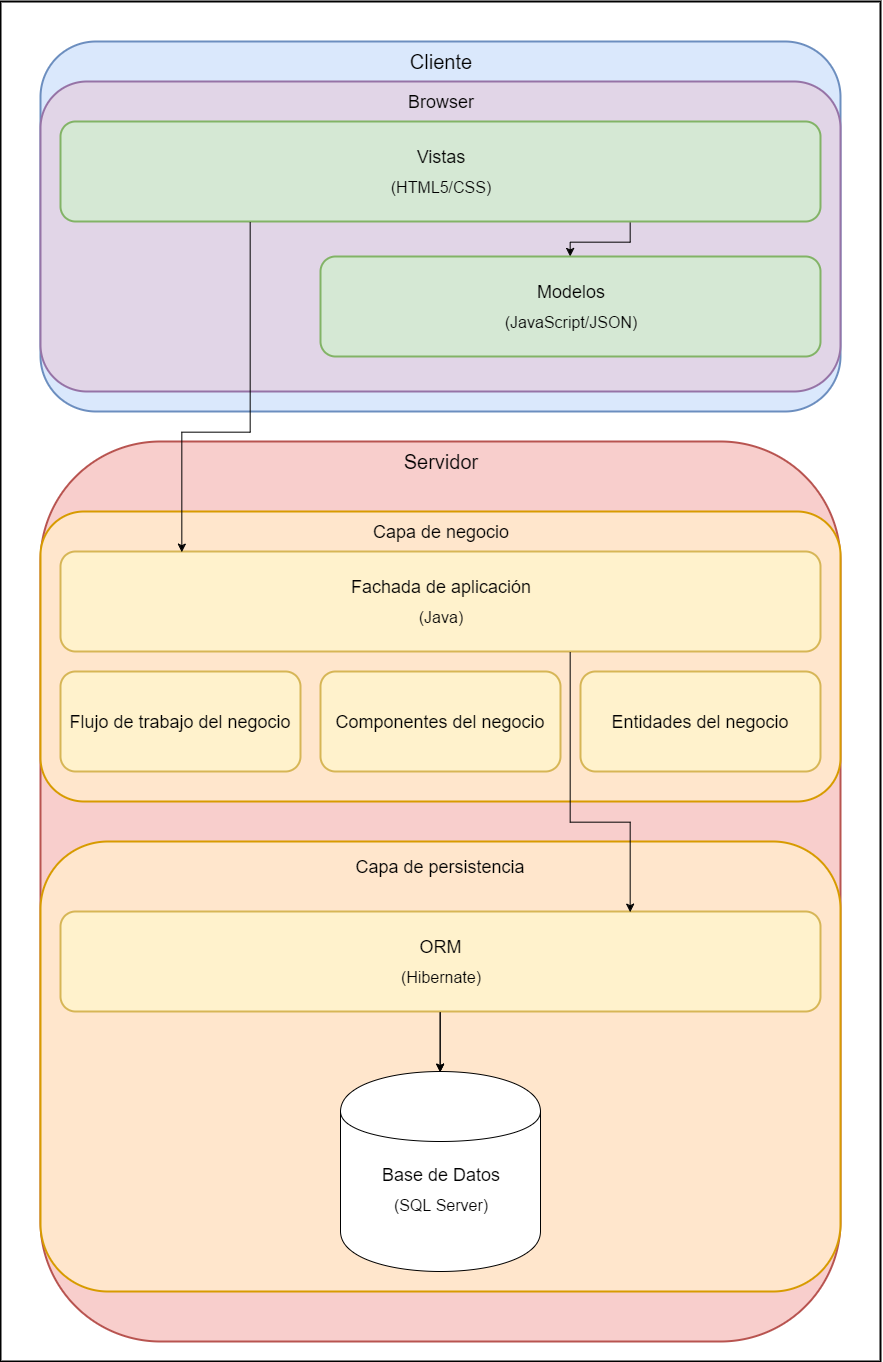 Cliente
Browser
Vistas
(HTML5/CSS)
Modelos
(JavaScript/JSON)
Servidor
Capa de negocio
Fachada de aplicación
(Java)
Flujo de trabajo del negocio
Componentes del negocio
Entidades del negocio
Capa de persistencia
ORM
(Hibernate)
Base de Datos
(SQL Server)